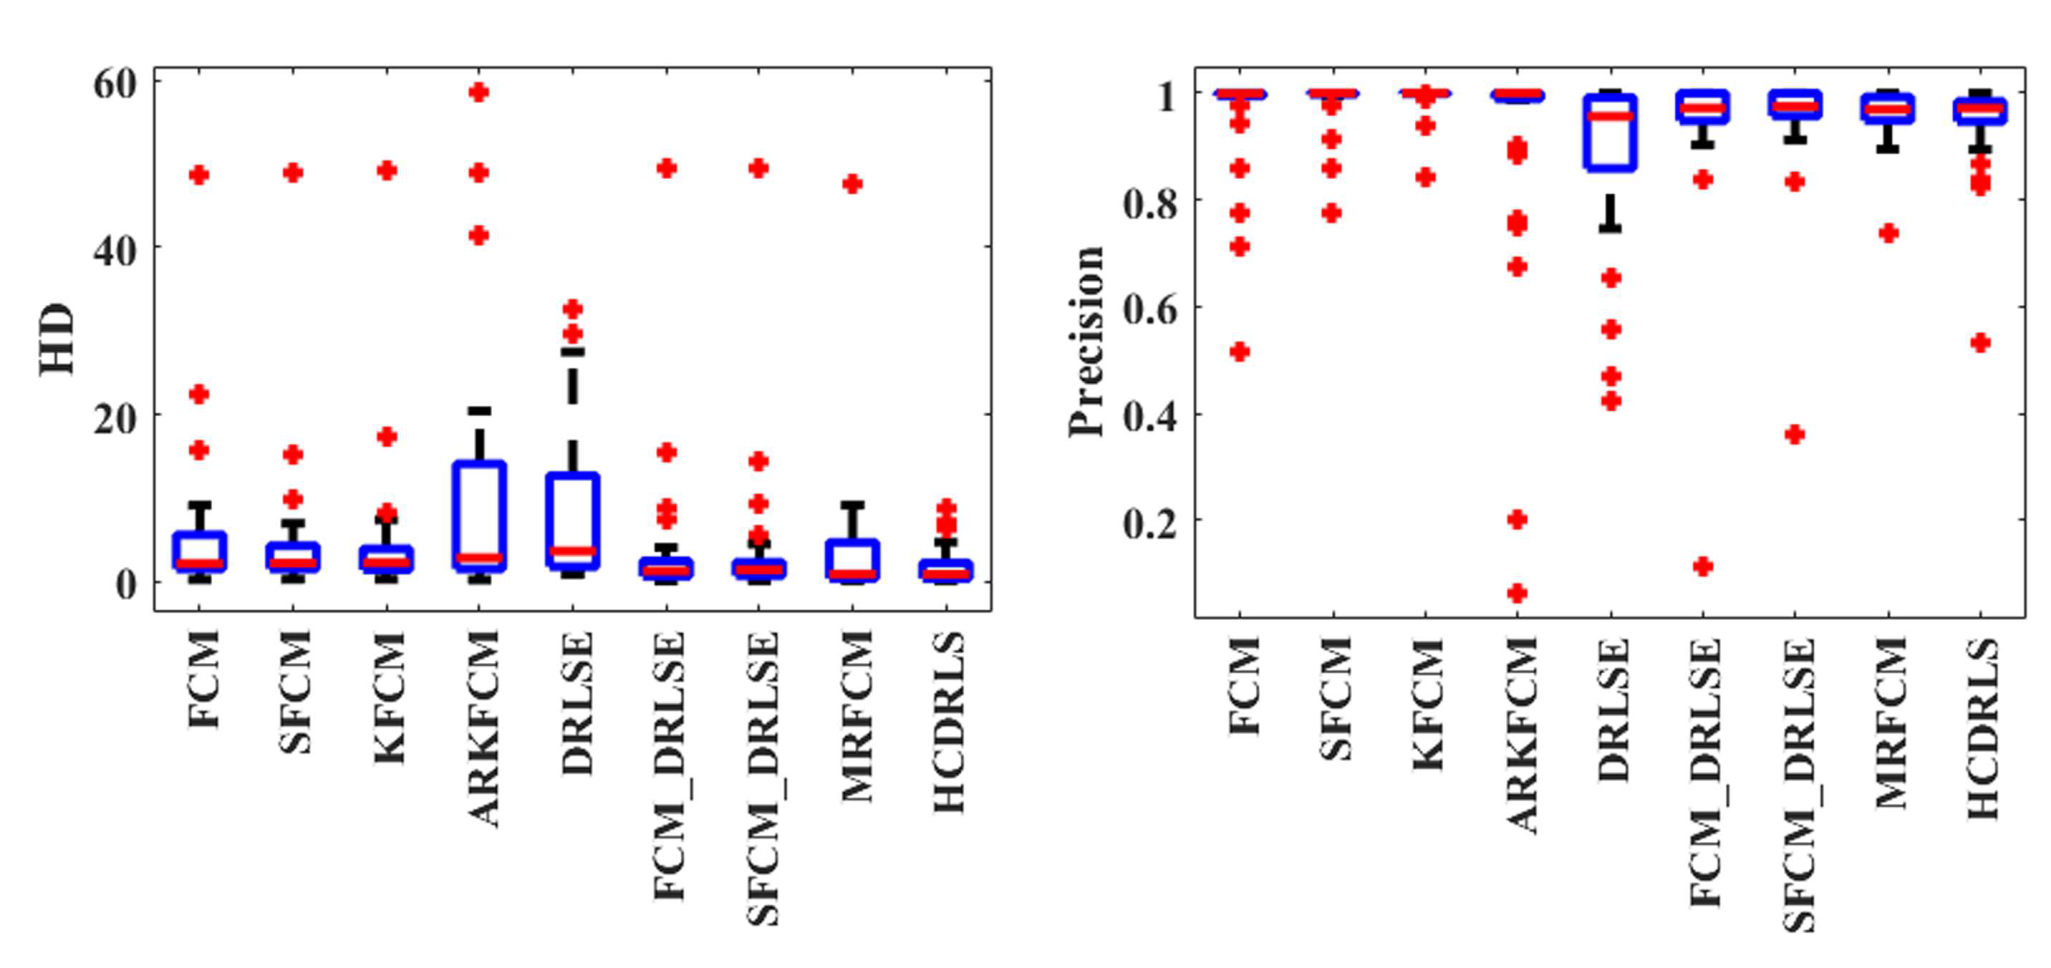 60
40
20
0
HD
FCM
SFCM
KFCM
ARKFCM
DRLSE
FCM_DRLSE
SFCM_DRLSE
MRFCM
HCDRLS
1
0.8
0.6
0.4
0.2
Precision
FCM
SFCM
KFCM
ARKFCM
DRLSE
FCM_DRLSE
SFCM_DRLSE
MRFCM
HCDRLS